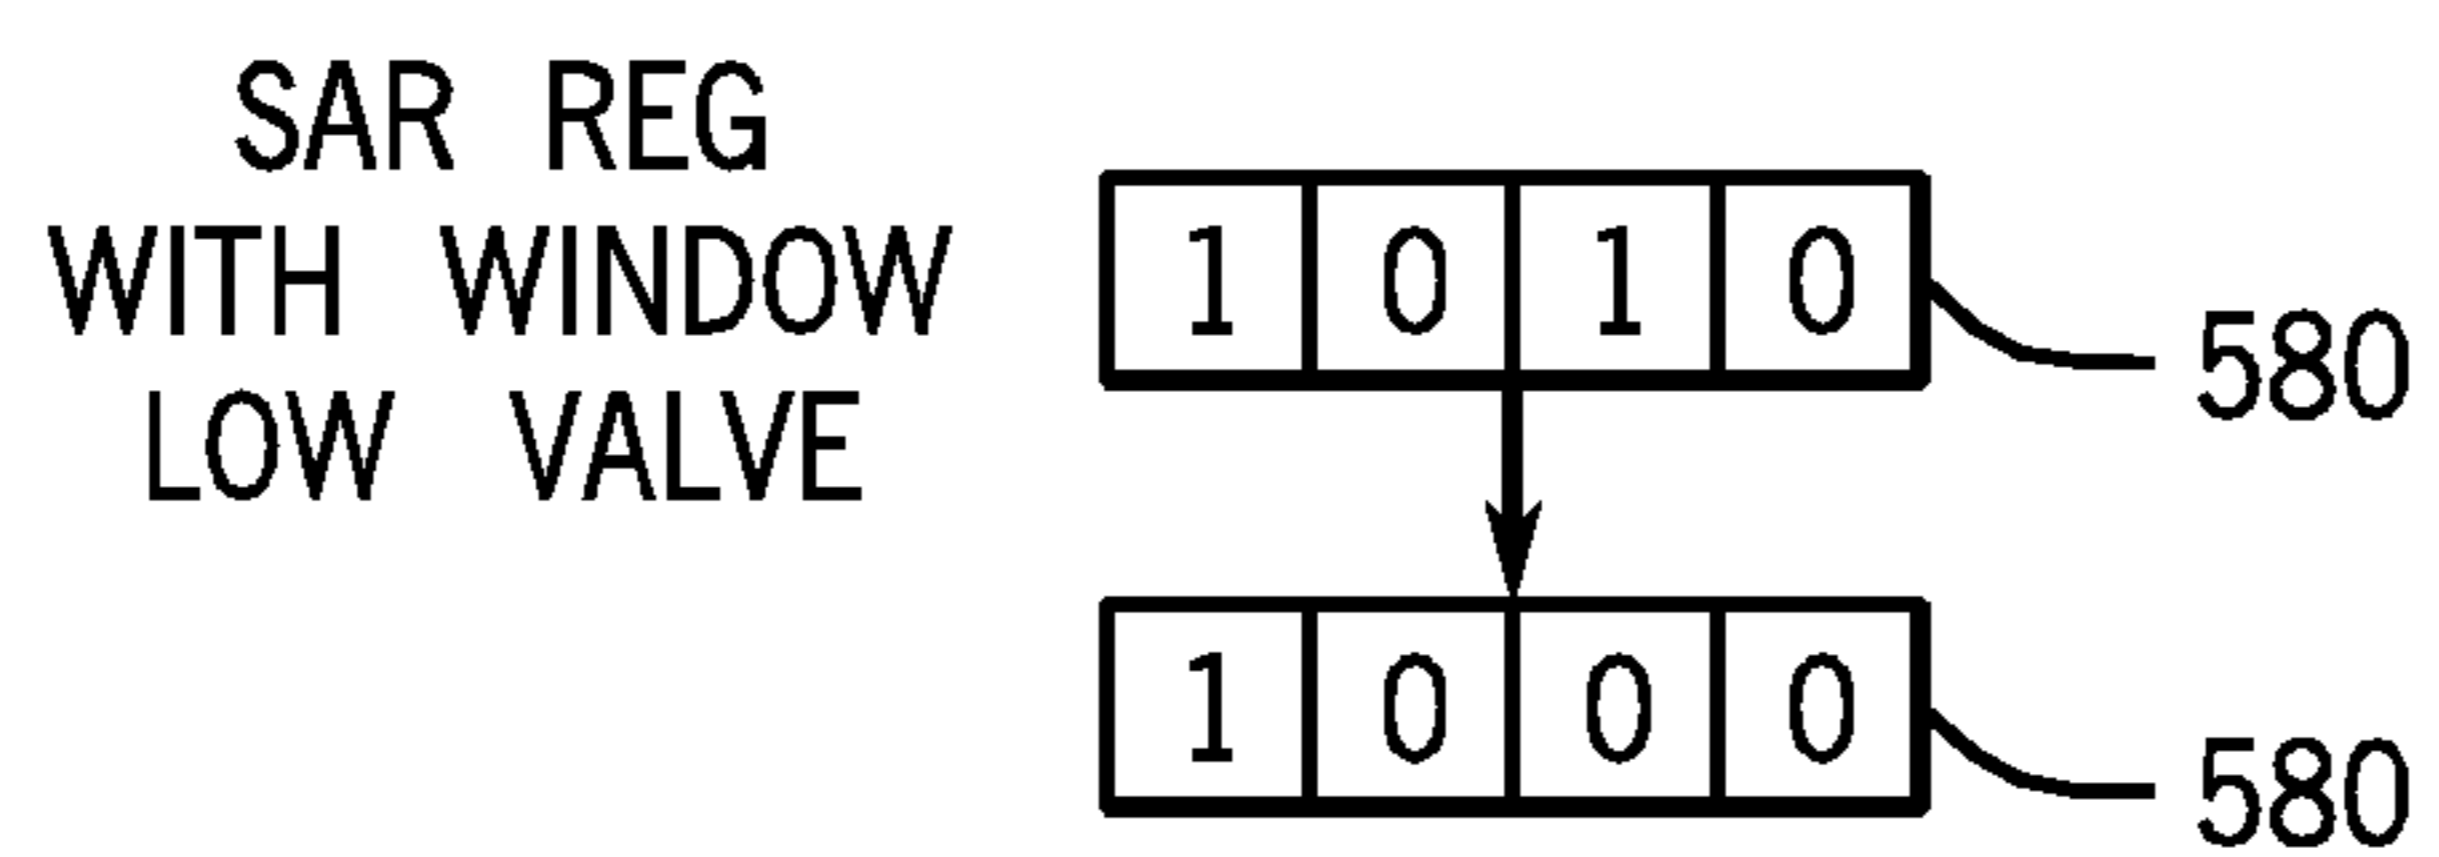 SAR REG
WITH WINDOW
LOW VALVE
1 0 1 0
580
1 0 0 0
580